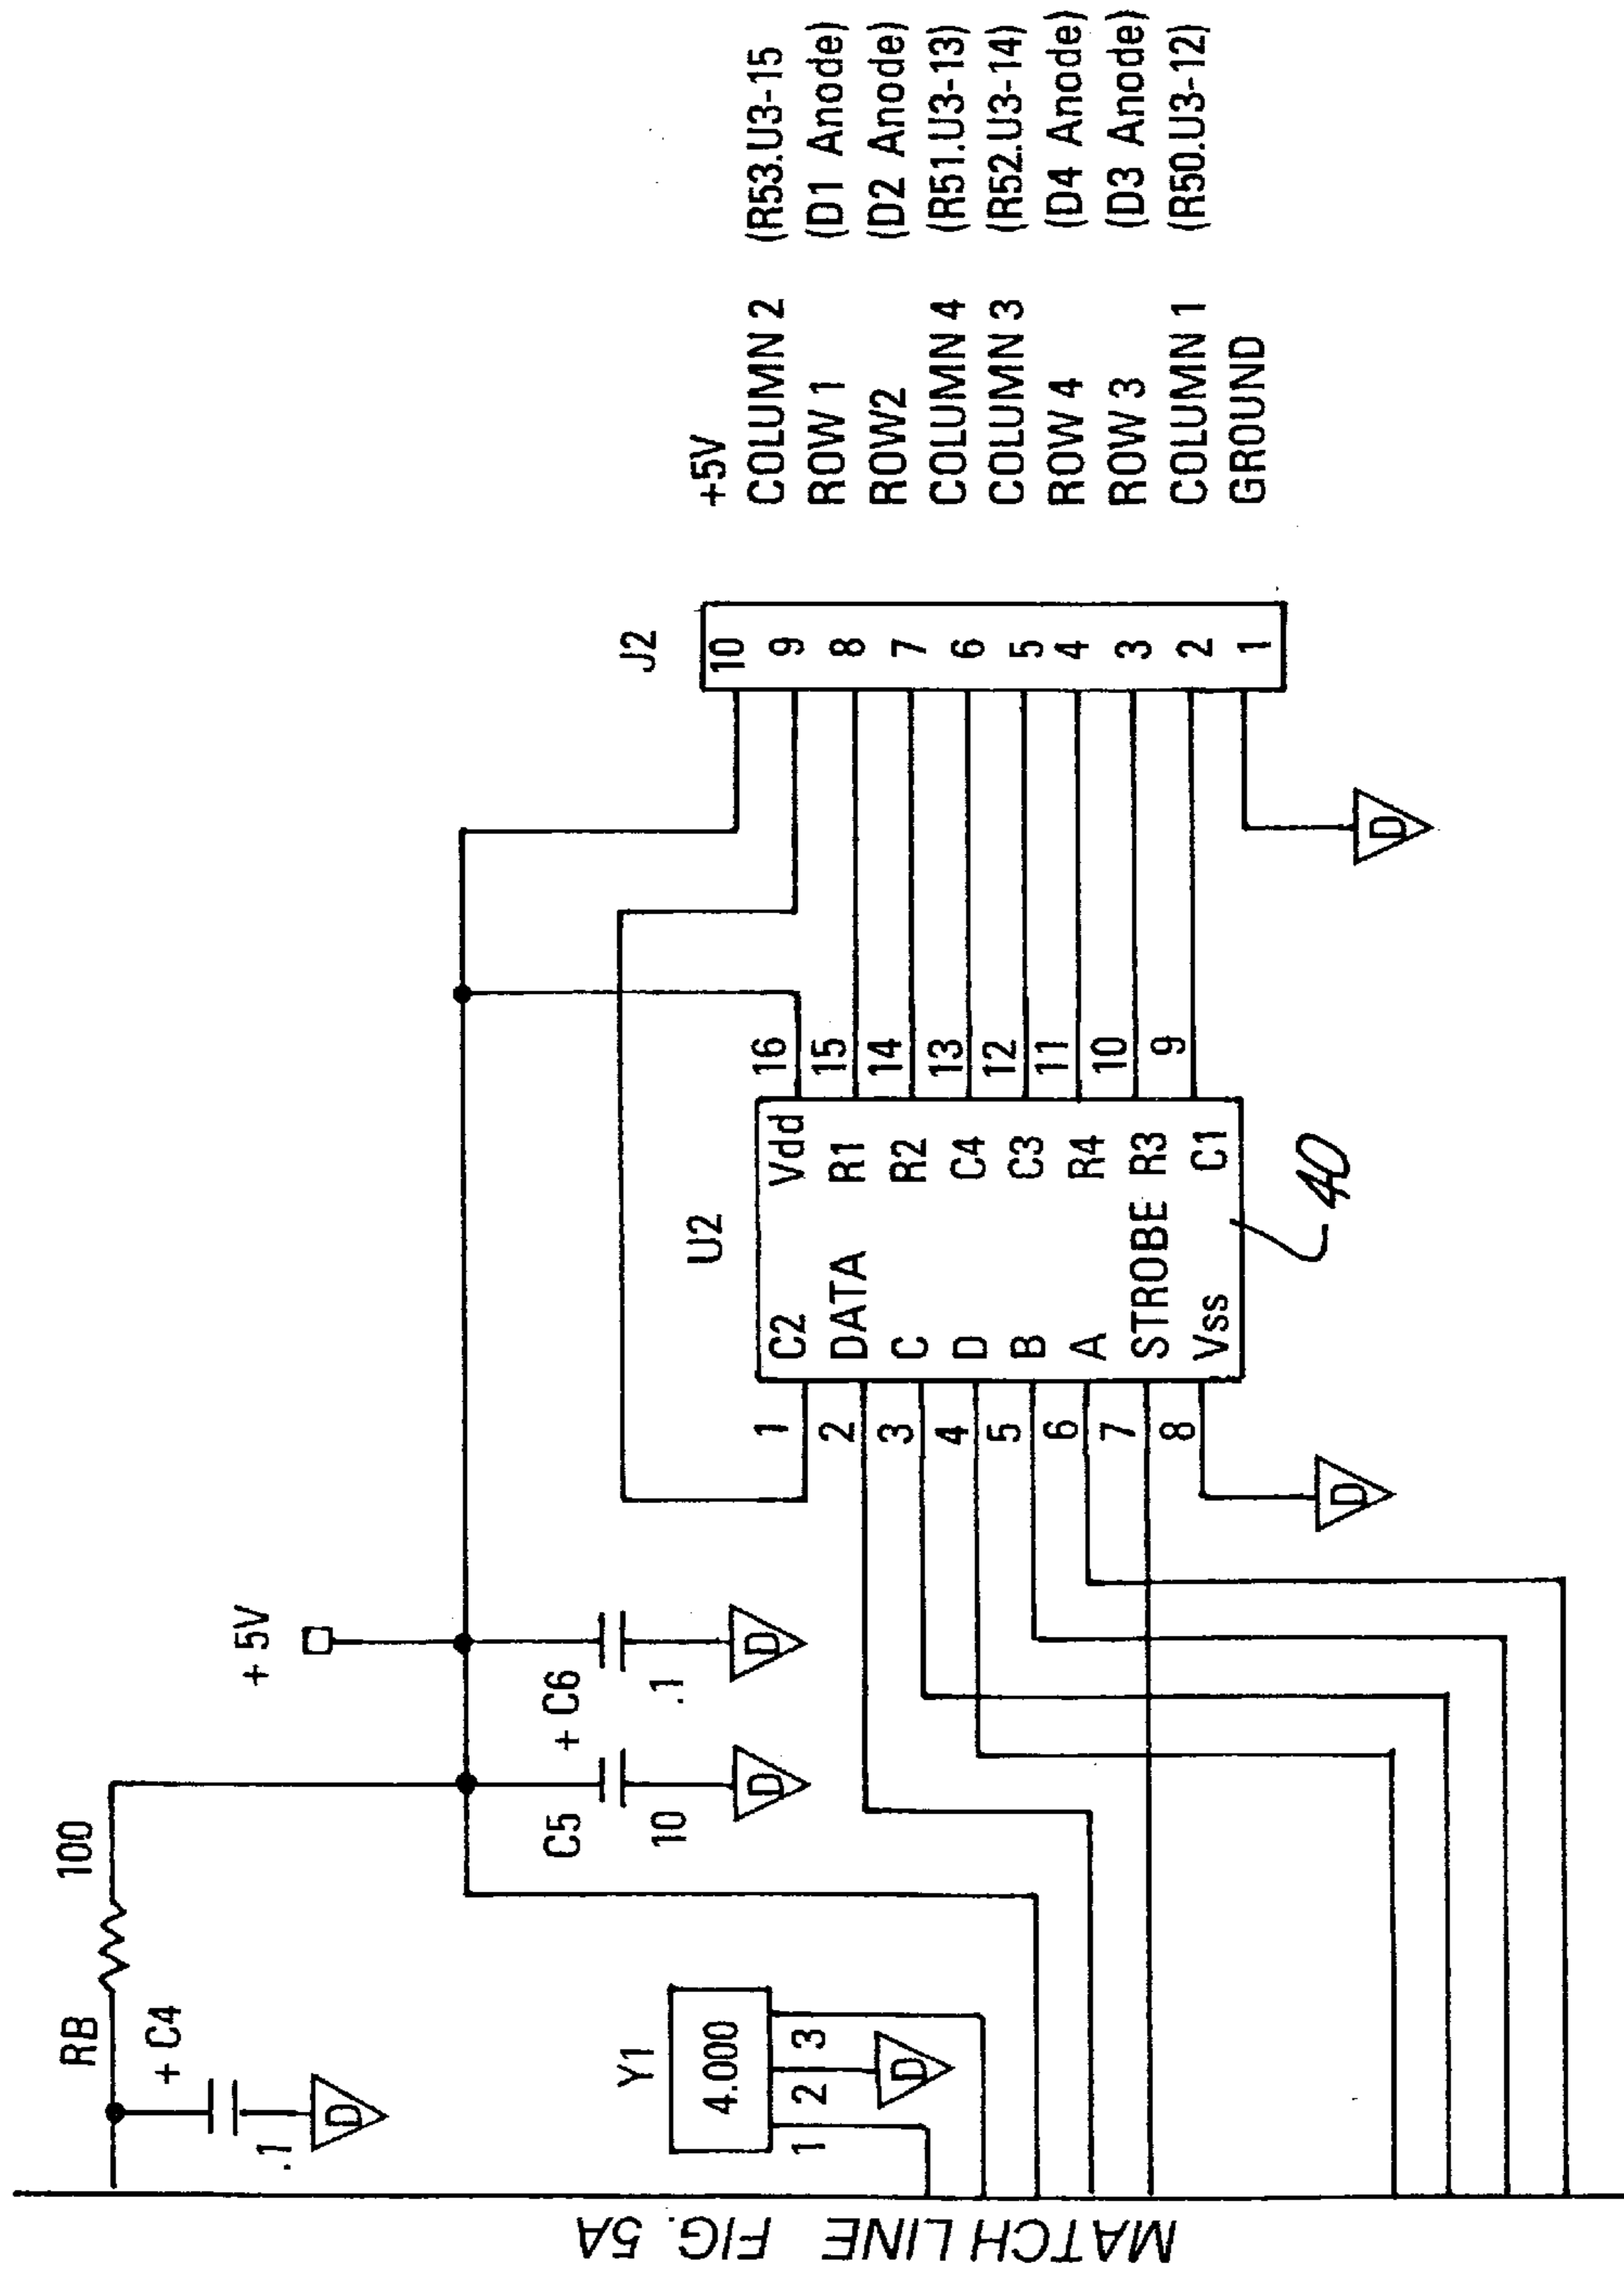 RB
100
+ C4
.1
+ 5V
C5
10
+ C6
.1
Y1
4.000
1 2 3
U2
1 C2 Vdd 16
2 DATA R1 15
3 C R2 14
4 D C4 13
5 B C3 12
6 A R4 11
7 STROBE R3 10
8 Vss C1 9
40
J2
10 +5V
9 COLUMN 2 (R53.U3-15
8 ROW 1 (D1 Anode)
7 ROW2 (D2 Anode)
6 COLUMN 4 (R51.U3-13)
5 COLUMN 3 (R52.U3-14)
4 ROW 4 (D4 Anode)
3 ROW 3 (D3 Anode)
2 COLUMN 1 (R50.U3-12)
1 GROUND
D
D
D
D
D
D
MATCH LINE FIG. 5A